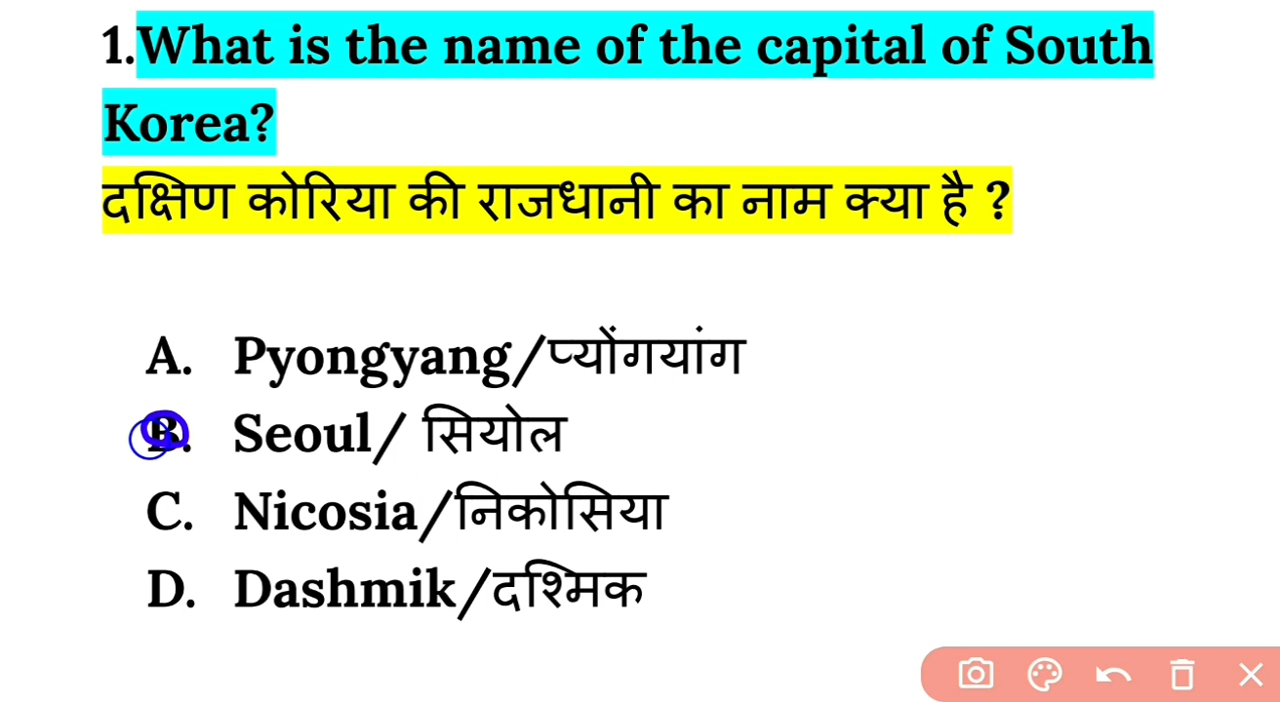 1.What is the name of the capital of South
Korea?
दक्षिण कोरिया की राजधानी का नाम क्या है ?
A. Pyongyang/प्योंगयांग
B. Seoul/ सियोल
C. Nicosia/निकोसिया
D. Dashmik/दश्मिक